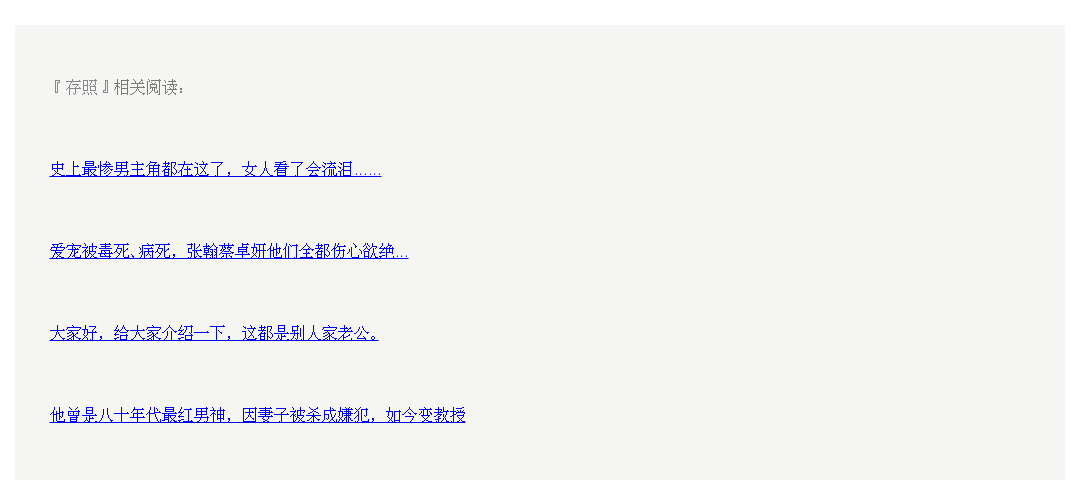 『存照』相关阅读：
史上最惨男主角都在这了，女人看了会流泪……
爱宠被毒死、病死，张翰蔡卓妍他们全都伤心欲绝…
大家好，给大家介绍一下，这都是别人家老公。
他曾是八十年代最红男神，因妻子被杀成嫌犯，如今变教授